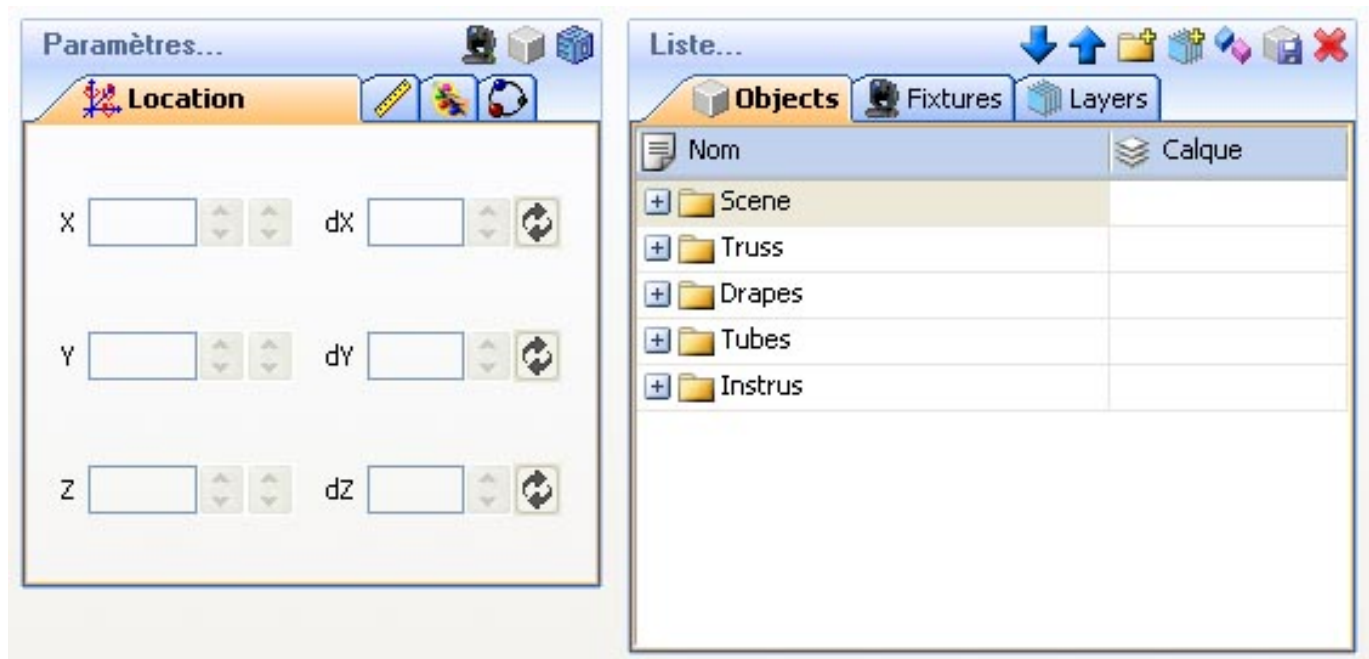 Paramètres...
Location
X dX
Y dY
Z dZ
Liste...
Objects Fixtures Layers
Nom Calque
Scene
Truss
Drapes
Tubes
Instrus